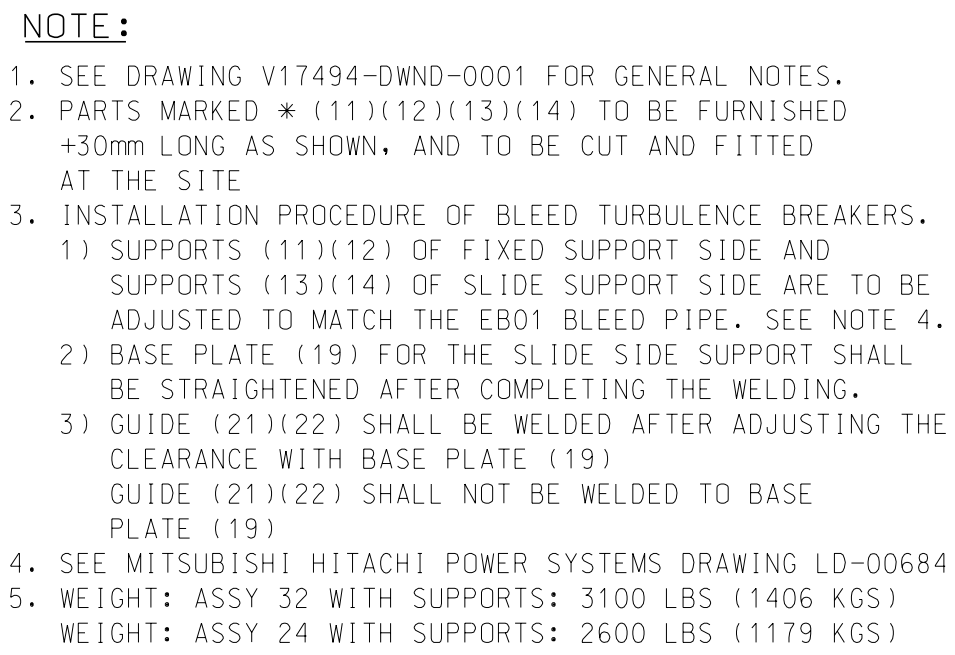 NOTE:
1. SEE DRAWING V17494-DWND-0001 FOR GENERAL NOTES.
2. PARTS MARKED * (11)(12)(13)(14) TO BE FURNISHED
+30mm LONG AS SHOWN, AND TO BE CUT AND FITTED
AT THE SITE
3. INSTALLATION PROCEDURE OF BLEED TURBULENCE BREAKERS.
1) SUPPORTS (11)(12) OF FIXED SUPPORT SIDE AND
SUPPORTS (13)(14) OF SLIDE SUPPORT SIDE ARE TO BE
ADJUSTED TO MATCH THE EB01 BLEED PIPE. SEE NOTE 4.
2) BASE PLATE (19) FOR THE SLIDE SIDE SUPPORT SHALL
BE STRAIGHTENED AFTER COMPLETING THE WELDING.
3) GUIDE (21)(22) SHALL BE WELDED AFTER ADJUSTING THE
CLEARANCE WITH BASE PLATE (19)
GUIDE (21)(22) SHALL NOT BE WELDED TO BASE
PLATE (19)
4. SEE MITSUBISHI HITACHI POWER SYSTEMS DRAWING LD-00684
5. WEIGHT: ASSY 32 WITH SUPPORTS: 3100 LBS (1406 KGS)
WEIGHT: ASSY 24 WITH SUPPORTS: 2600 LBS (1179 KGS)